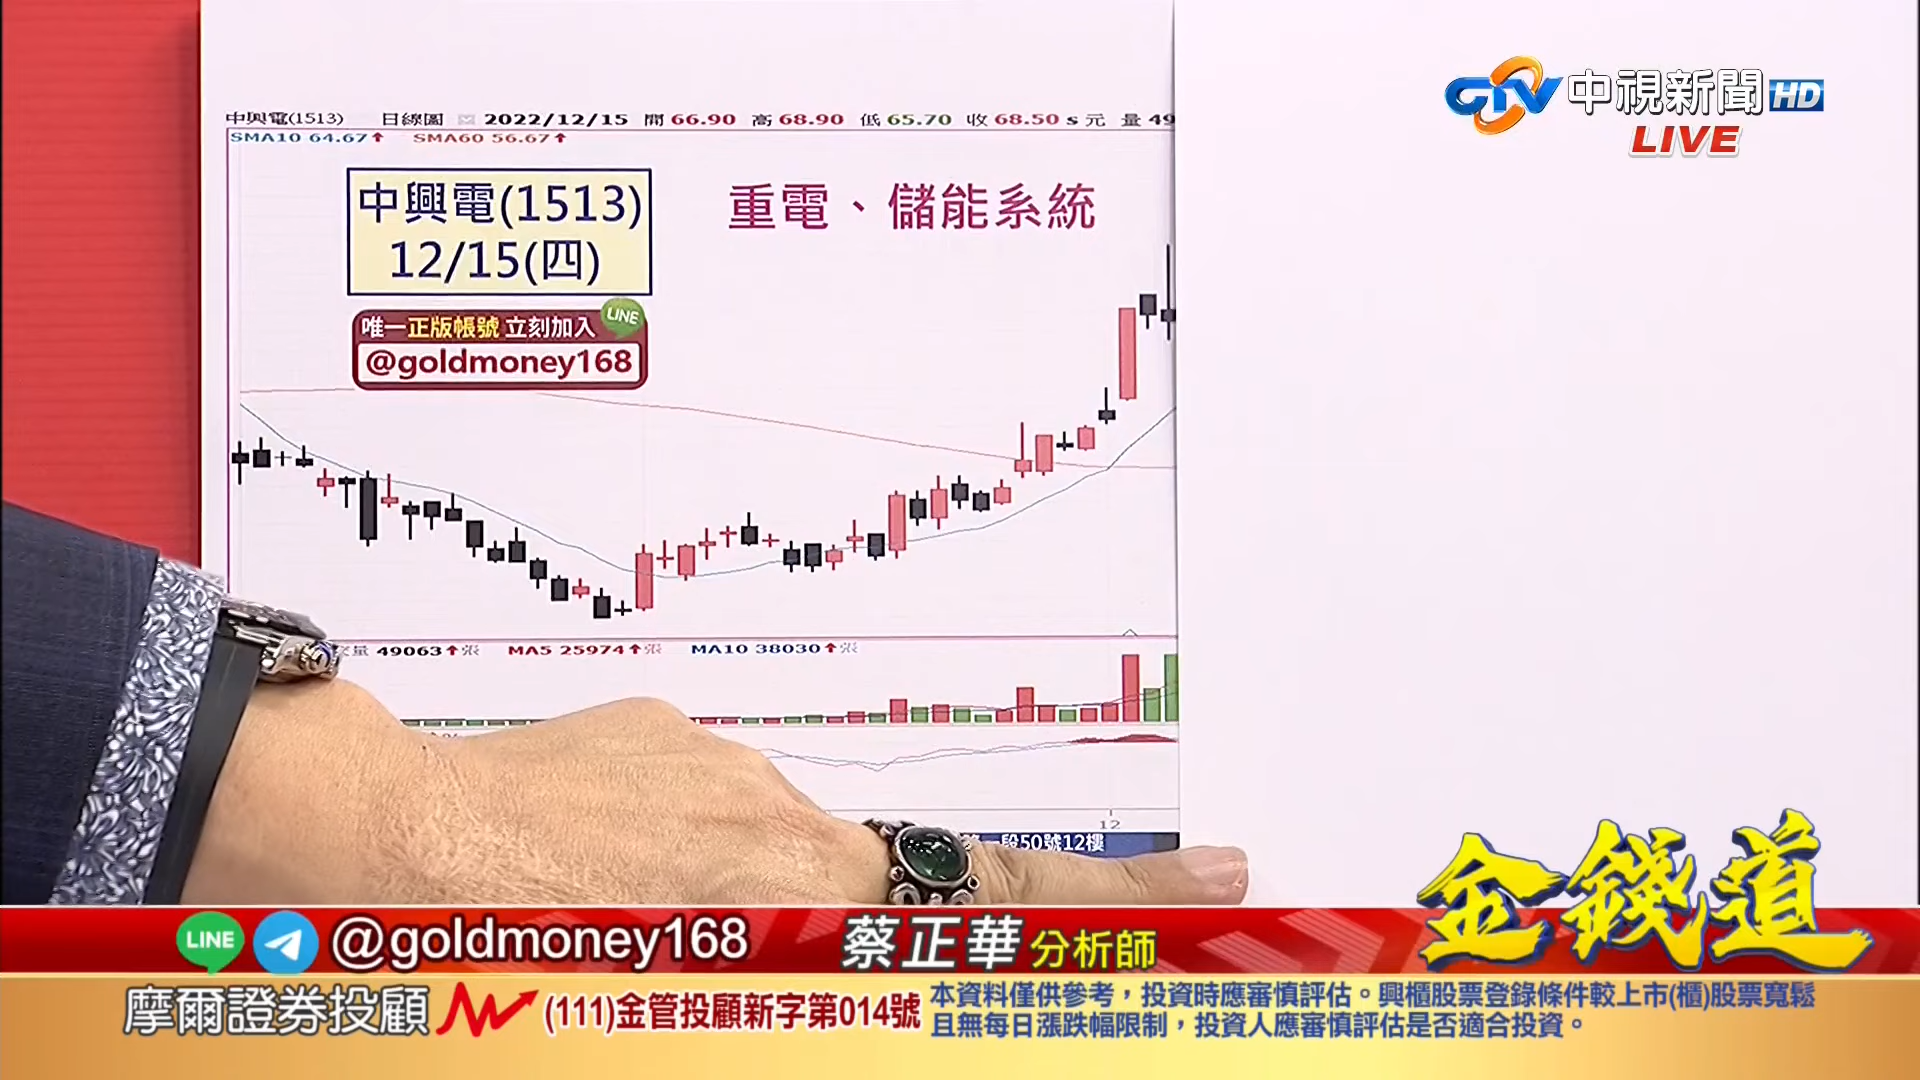 中視新聞 HD
LIVE
中興電(1513) 日線圖 2022/12/15 開 66.90 高 68.90 低 65.70 收 68.50 s 元 量 49
SMA10 64.67↑ SMA60 56.67↑
中興電(1513)
12/15(四)
重電、儲能系統
唯一正版帳號 立刻加入 LINE
@goldmoney168
量 49063↑張 MA5 25974↑張 MA10 38030↑張
12
段50號12樓
金錢道
LINE @goldmoney168 蔡正華 分析師
摩爾證券投顧 (111)金管投顧新字第014號
本資料僅供參考，投資時應審慎評估。興櫃股票登錄條件較上市(櫃)股票寬鬆
且無每日漲跌幅限制，投資人應審慎評估是否適合投資。